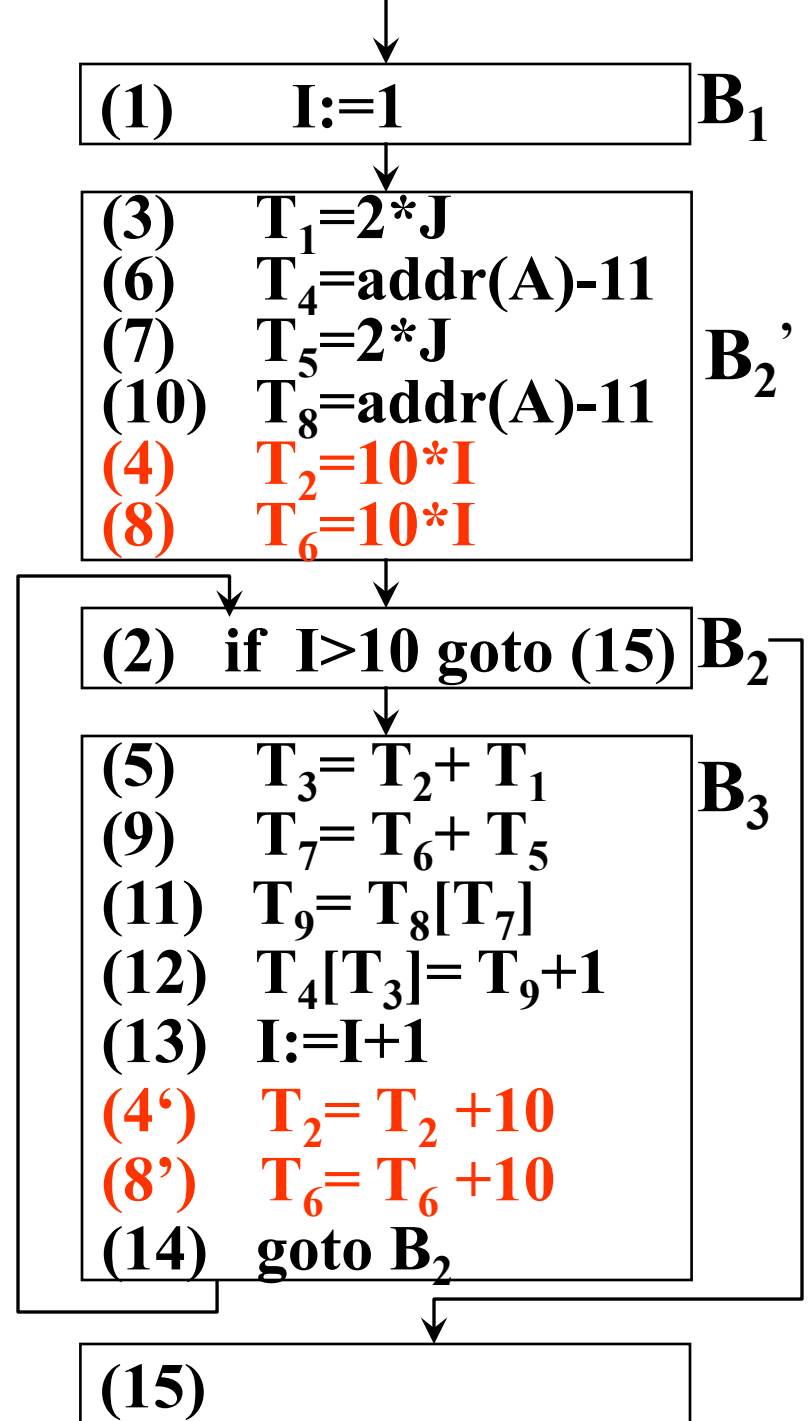 (1) I:=1 B₁
(3) T₁=2*J
(6) T₄=addr(A)-11
(7) T₅=2*J
B₂’
(10) T₈=addr(A)-11
(4) T₂=10*I
(8) T₆=10*I
(2) if I>10 goto (15) B₂
(5) T₃= T₂+ T₁
B₃
(9) T₇= T₆+ T₅
(11) T₉= T₈[T₇]
(12) T₄[T₃]= T₉+1
(13) I:=I+1
(4‘) T₂= T₂ +10
(8’) T₆= T₆ +10
(14) goto B₂
(15)